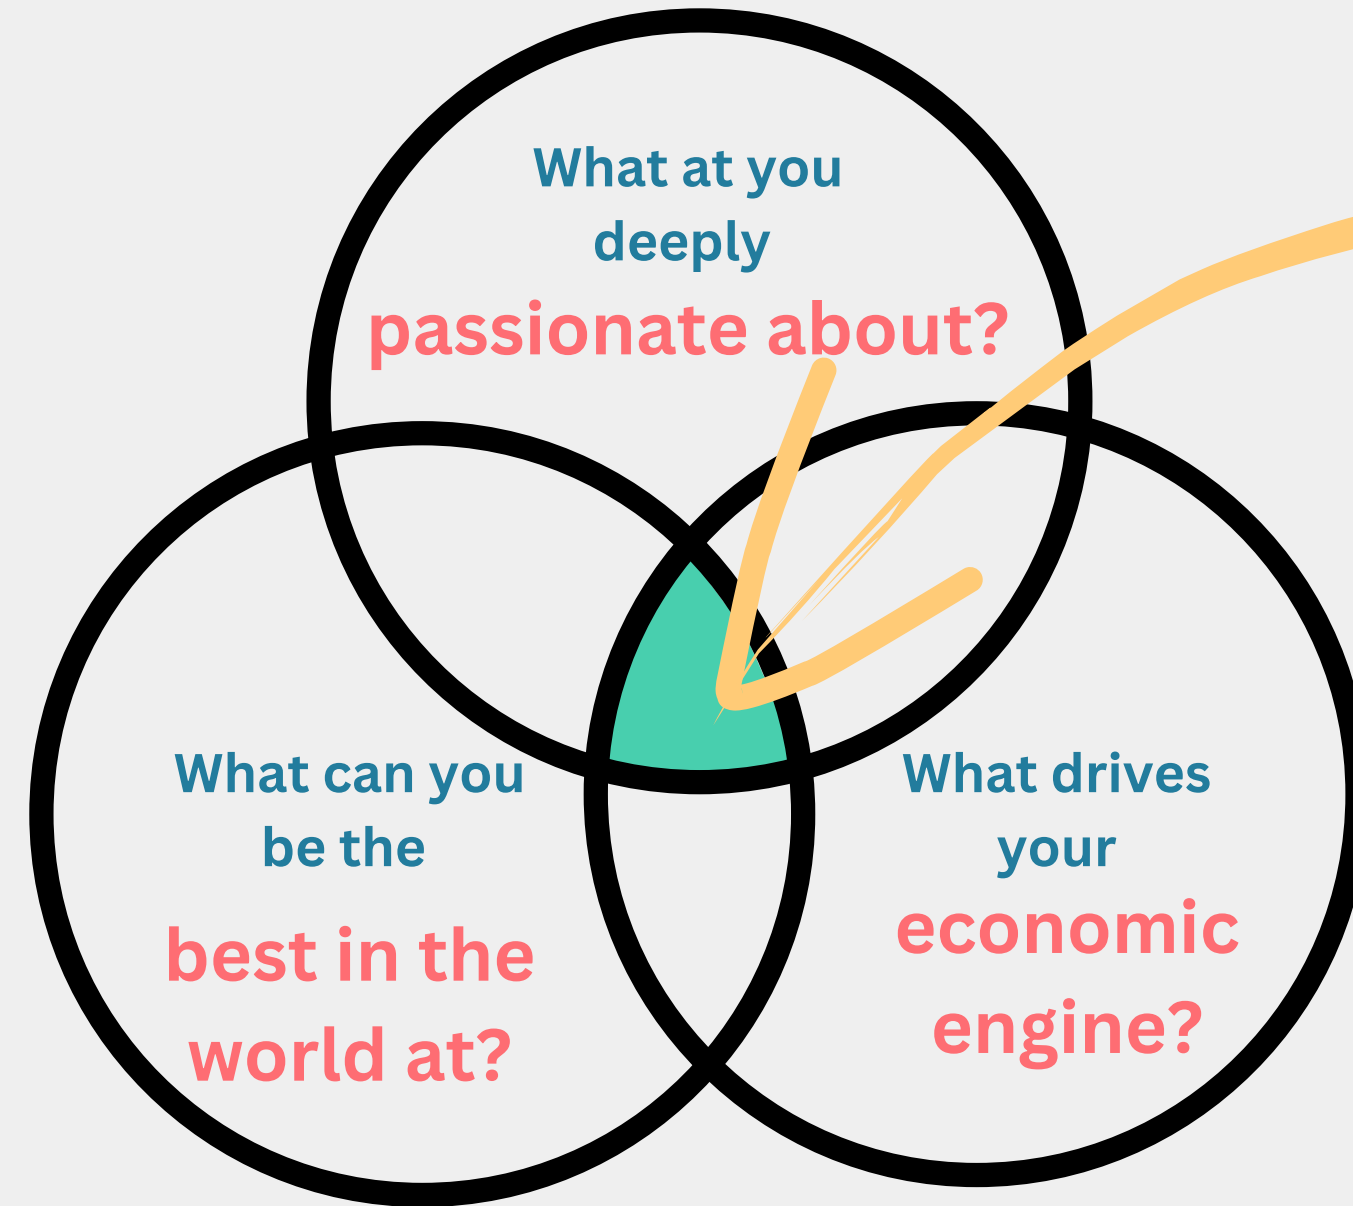 What at you
deeply
passionate about?
What can you
be the
best in the
world at?
What drives
your
economic
engine?